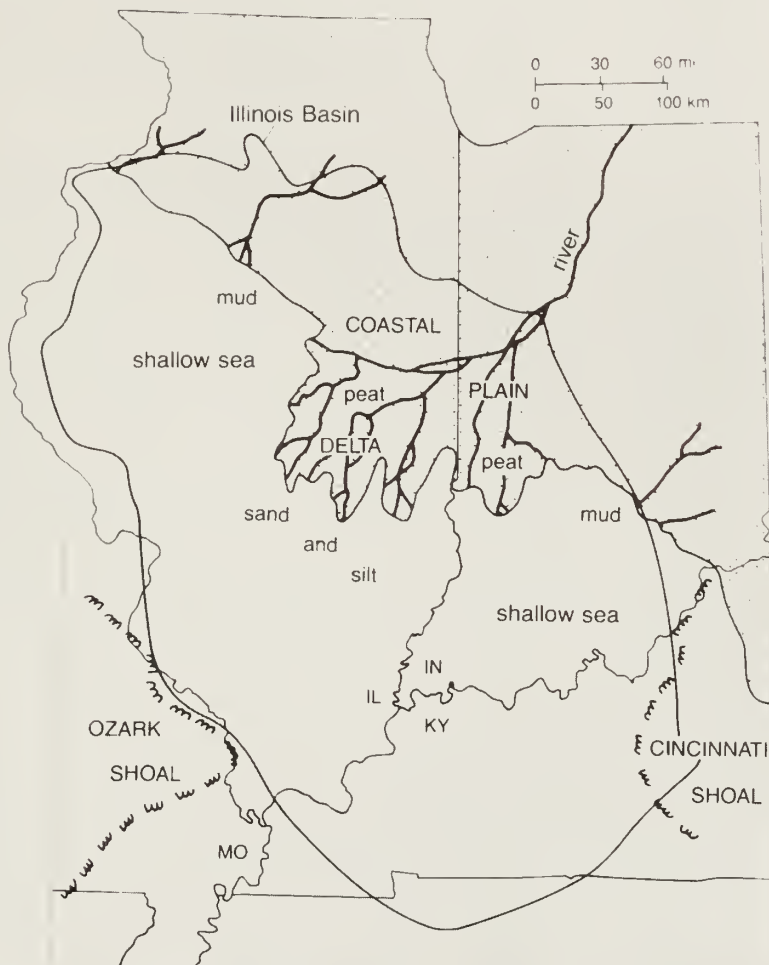 0 30 60 mi
0 50 100 km
Illinois Basin
river
mud
COASTAL
shallow sea
peat
PLAIN
DELTA
peat
sand
mud
and
silt
shallow sea
IN
IL
KY
OZARK
CINCINNATI
SHOAL
SHOAL
MO